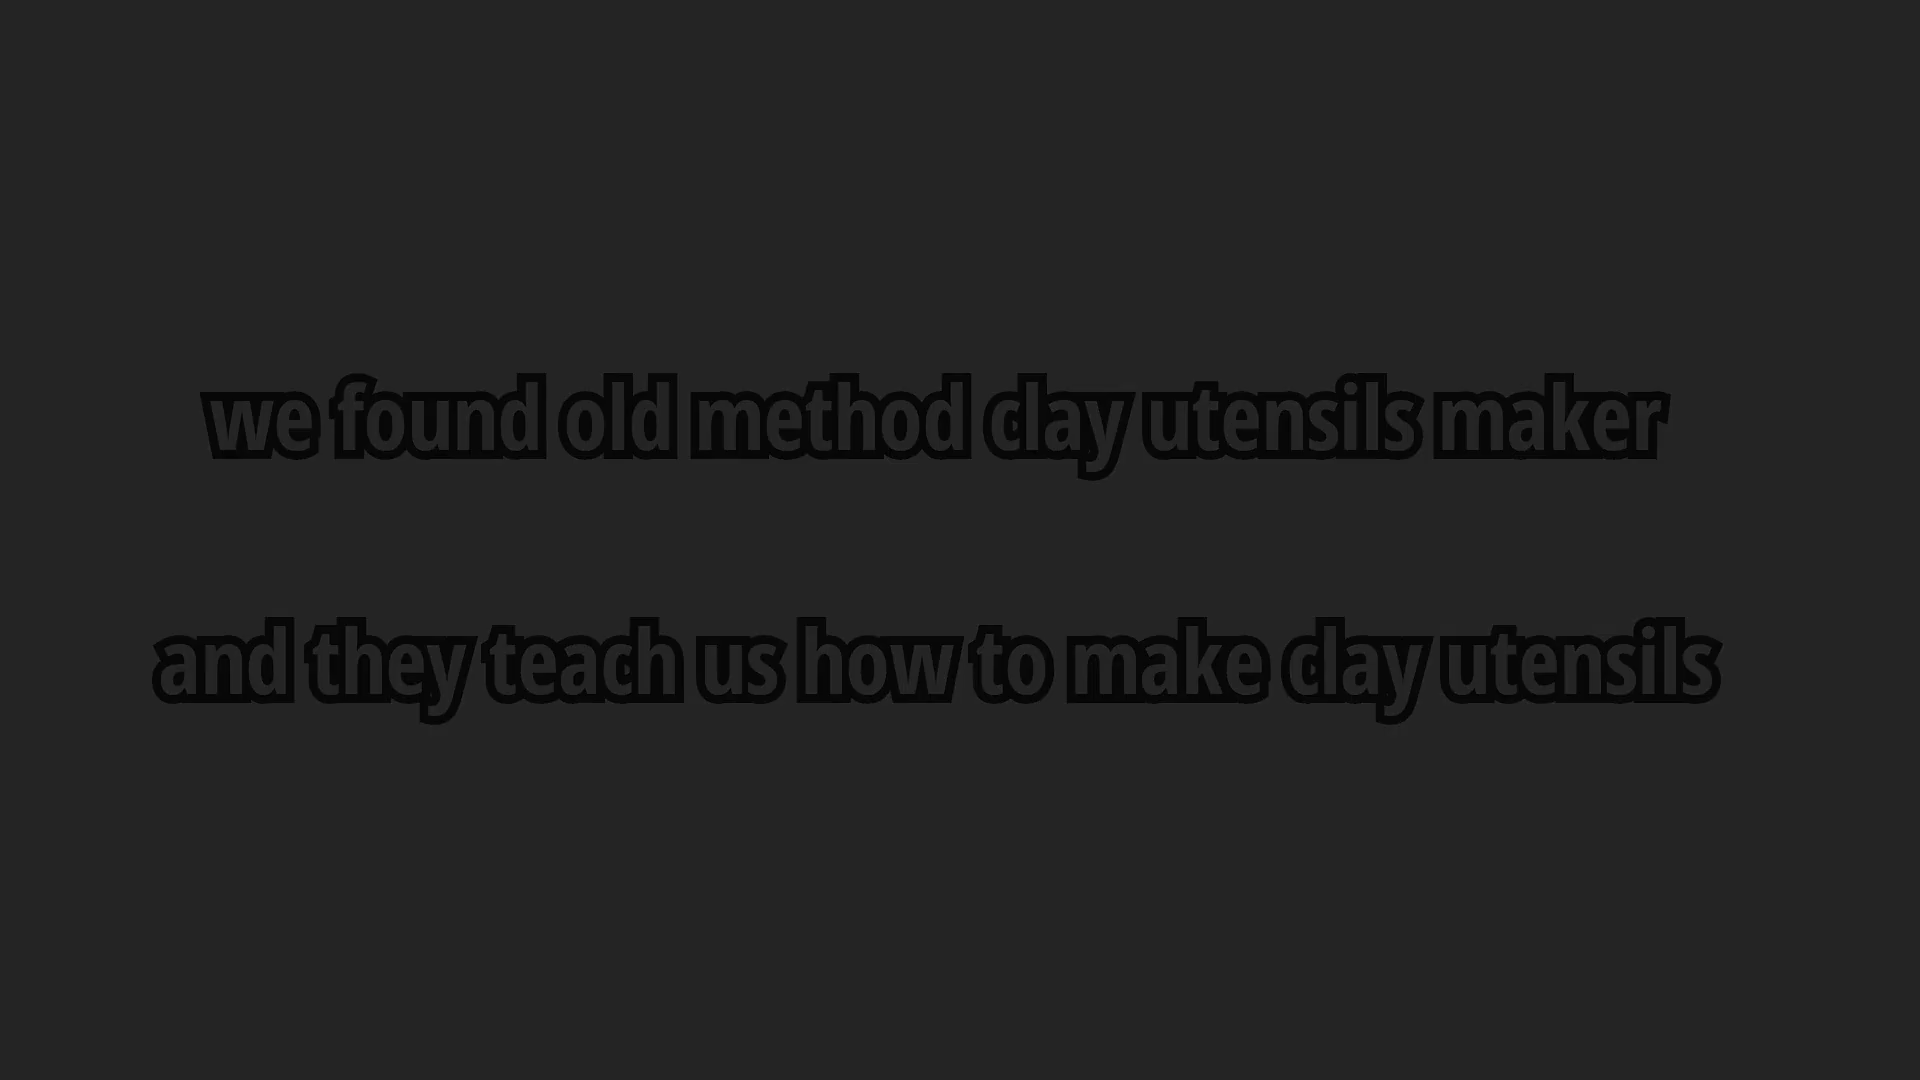 we found old method clay utensils maker
and they teach us how to make clay utensils